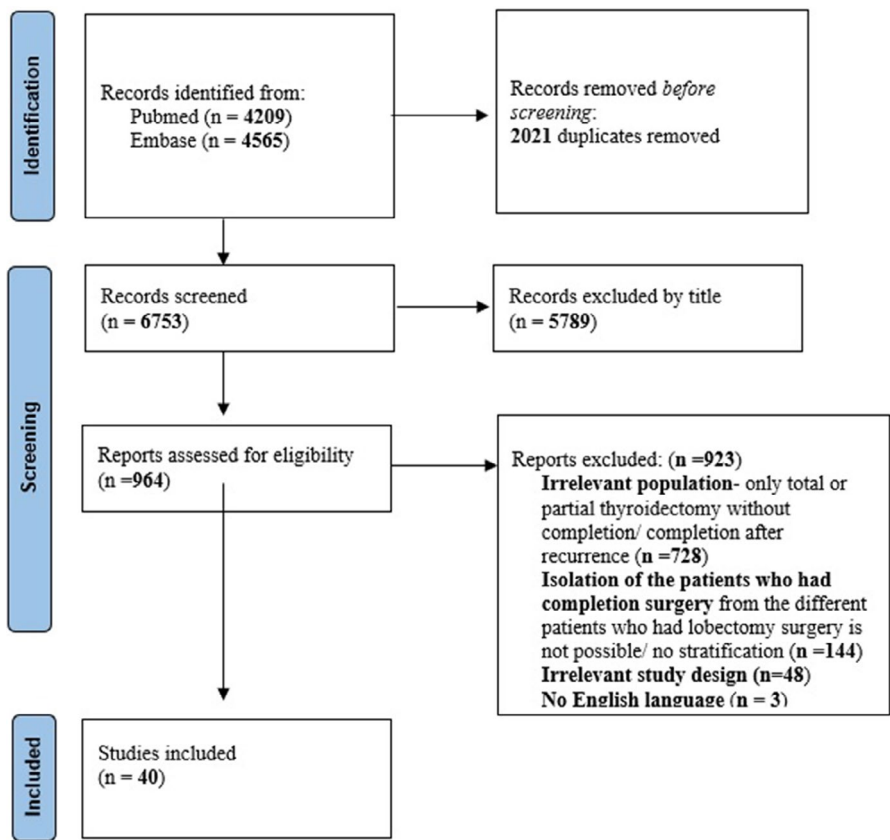 Identification
Records identified from:
Pubmed (n = 4209)
Embase (n = 4565)
Records removed before
screening:
2021 duplicates removed
Screening
Records screened
(n = 6753)
Records excluded by title
(n = 5789)
Reports assessed for eligibility
(n =964)
Reports excluded: (n =923)
Irrelevant population- only total or
partial thyroidectomy without
completion/ completion after
recurrence (n =728)
Isolation of the patients who had
completion surgery from the different
patients who had lobectomy surgery is
not possible/ no stratification (n =144)
Irrelevant study design (n=48)
No English language (n = 3)
Included
Studies included
(n = 40)